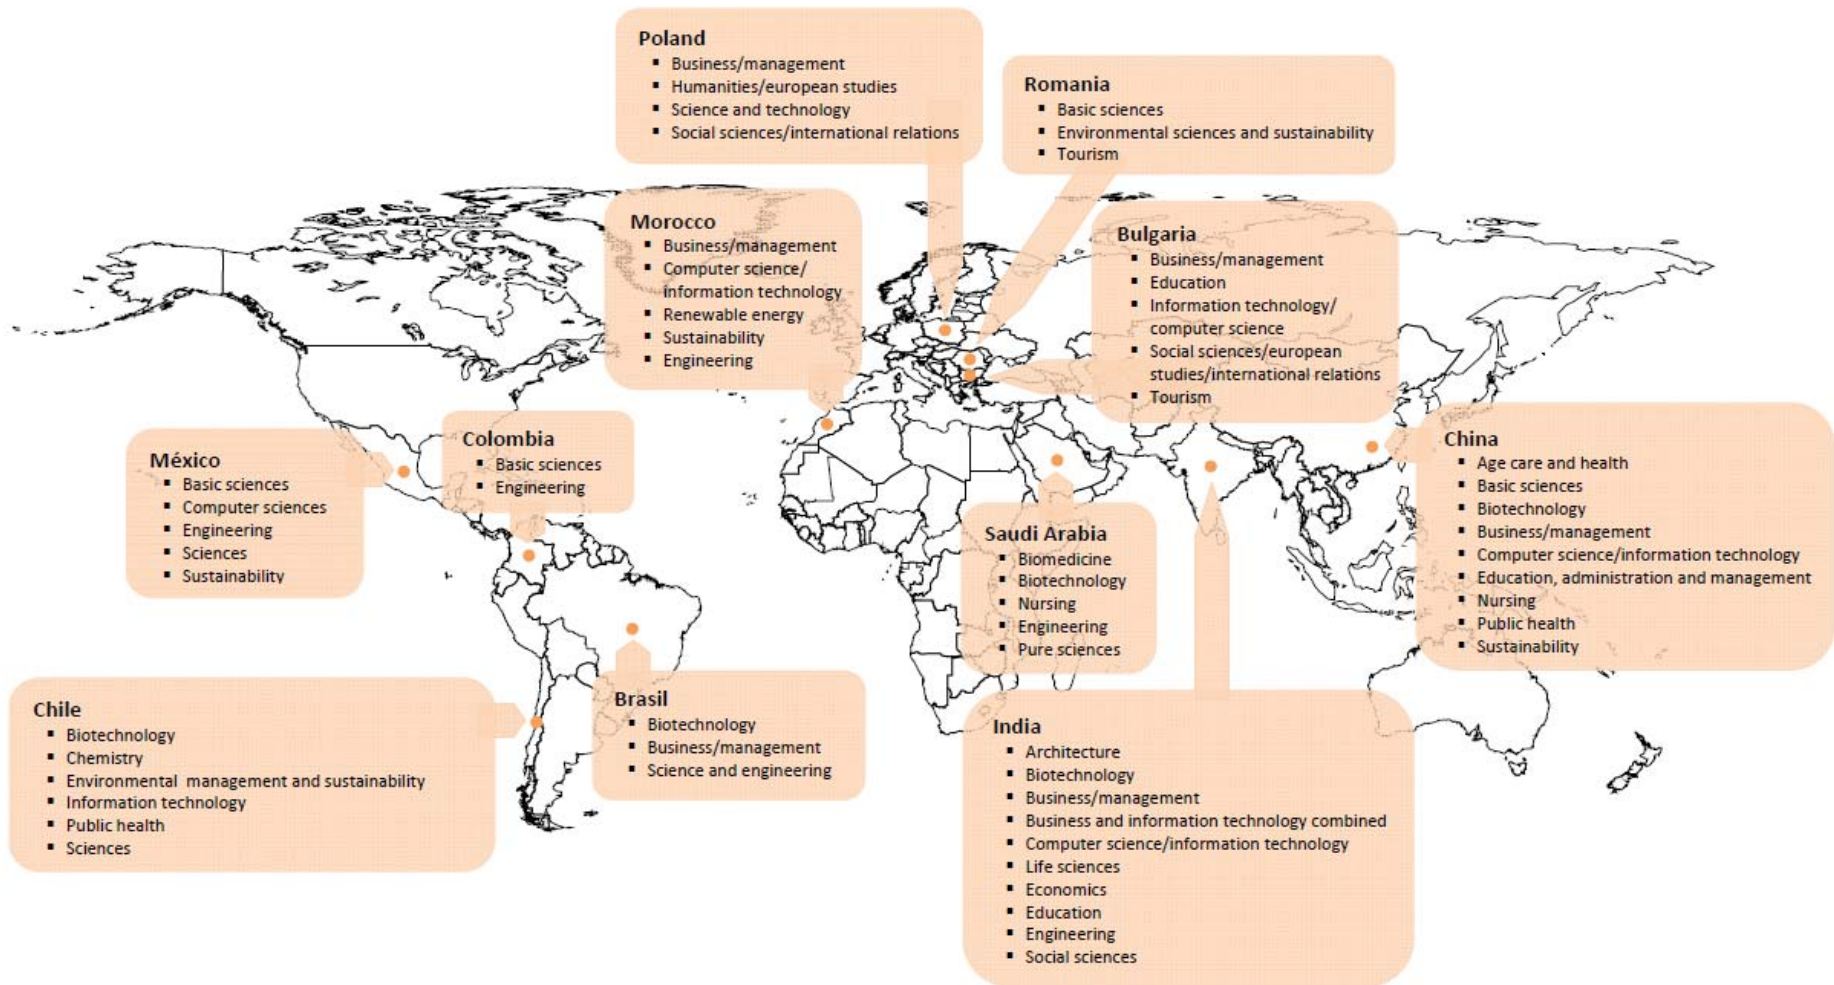 Poland
▪ Business/management
▪ Humanities/european studies
▪ Science and technology
▪ Social sciences/international relations
Romania
▪ Basic sciences
▪ Environmental sciences and sustainability
▪ Tourism
Morocco
▪ Business/management
▪ Computer science/
information technology
▪ Renewable energy
▪ Sustainability
▪ Engineering
Bulgaria
▪ Business/management
▪ Education
▪ Information technology/
computer science
▪ Social sciences/european
studies/international relations
▪ Tourism
México
▪ Basic sciences
▪ Computer sciences
▪ Engineering
▪ Sciences
▪ Sustainability
Colombia
▪ Basic sciences
▪ Engineering
China
▪ Age care and health
▪ Basic sciences
▪ Biotechnology
▪ Business/management
▪ Computer science/information technology
▪ Education, administration and management
▪ Nursing
▪ Public health
▪ Sustainability
Saudi Arabia
▪ Biomedicine
▪ Biotechnology
▪ Nursing
▪ Engineering
▪ Pure sciences
Chile
▪ Biotechnology
▪ Chemistry
▪ Environmental management and sustainability
▪ Information technology
▪ Public health
▪ Sciences
Brasil
▪ Biotechnology
▪ Business/management
▪ Science and engineering
India
▪ Architecture
▪ Biotechnology
▪ Business/management
▪ Business and information technology combined
▪ Computer science/information technology
▪ Life sciences
▪ Economics
▪ Education
▪ Engineering
▪ Social sciences